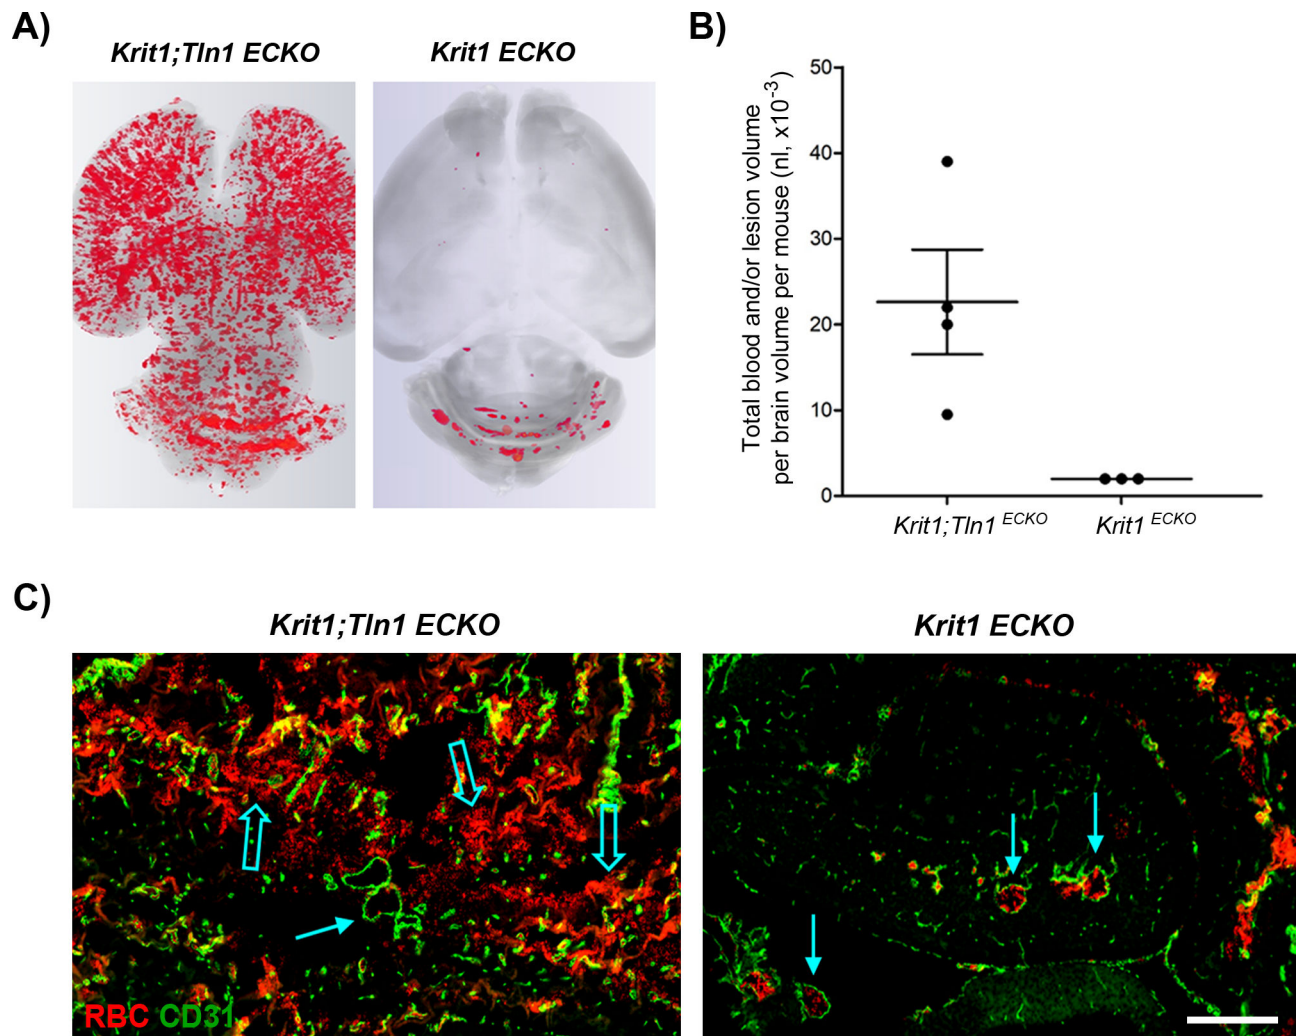 A)
Krit1;Tln1 ECKO
Krit1 ECKO
B)
Total blood and/or lesion volume
per brain volume per mouse (nl, x10-3)
50
40
30
20
10
0
Krit1;Tln1 ECKO
Krit1 ECKO
C)
Krit1;Tln1 ECKO
Krit1 ECKO
RBC CD31